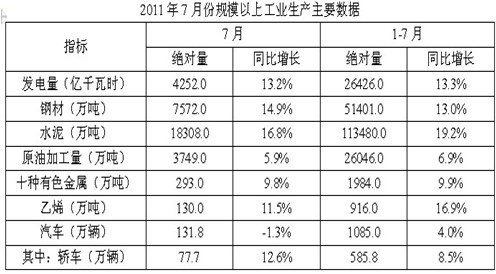 2011年7月份规模以上工业生产主要数据
指标 7月 1-7月
绝对量 同比增长 绝对量 同比增长
发电量(亿千瓦时) 4252.0 13.2% 26426.0 13.3%
钢材(万吨) 7572.0 14.9% 51401.0 13.0%
水泥(万吨) 18308.0 16.8% 113480.0 19.2%
原油加工量(万吨) 3749.0 5.9% 26046.0 6.9%
十种有色金属(万吨) 293.0 9.8% 1984.0 9.9%
乙烯(万吨) 130.0 11.5% 916.0 16.9%
汽车(万辆) 131.8 -1.3% 1085.0 4.0%
其中：轿车(万辆) 77.7 12.6% 585.8 8.5%